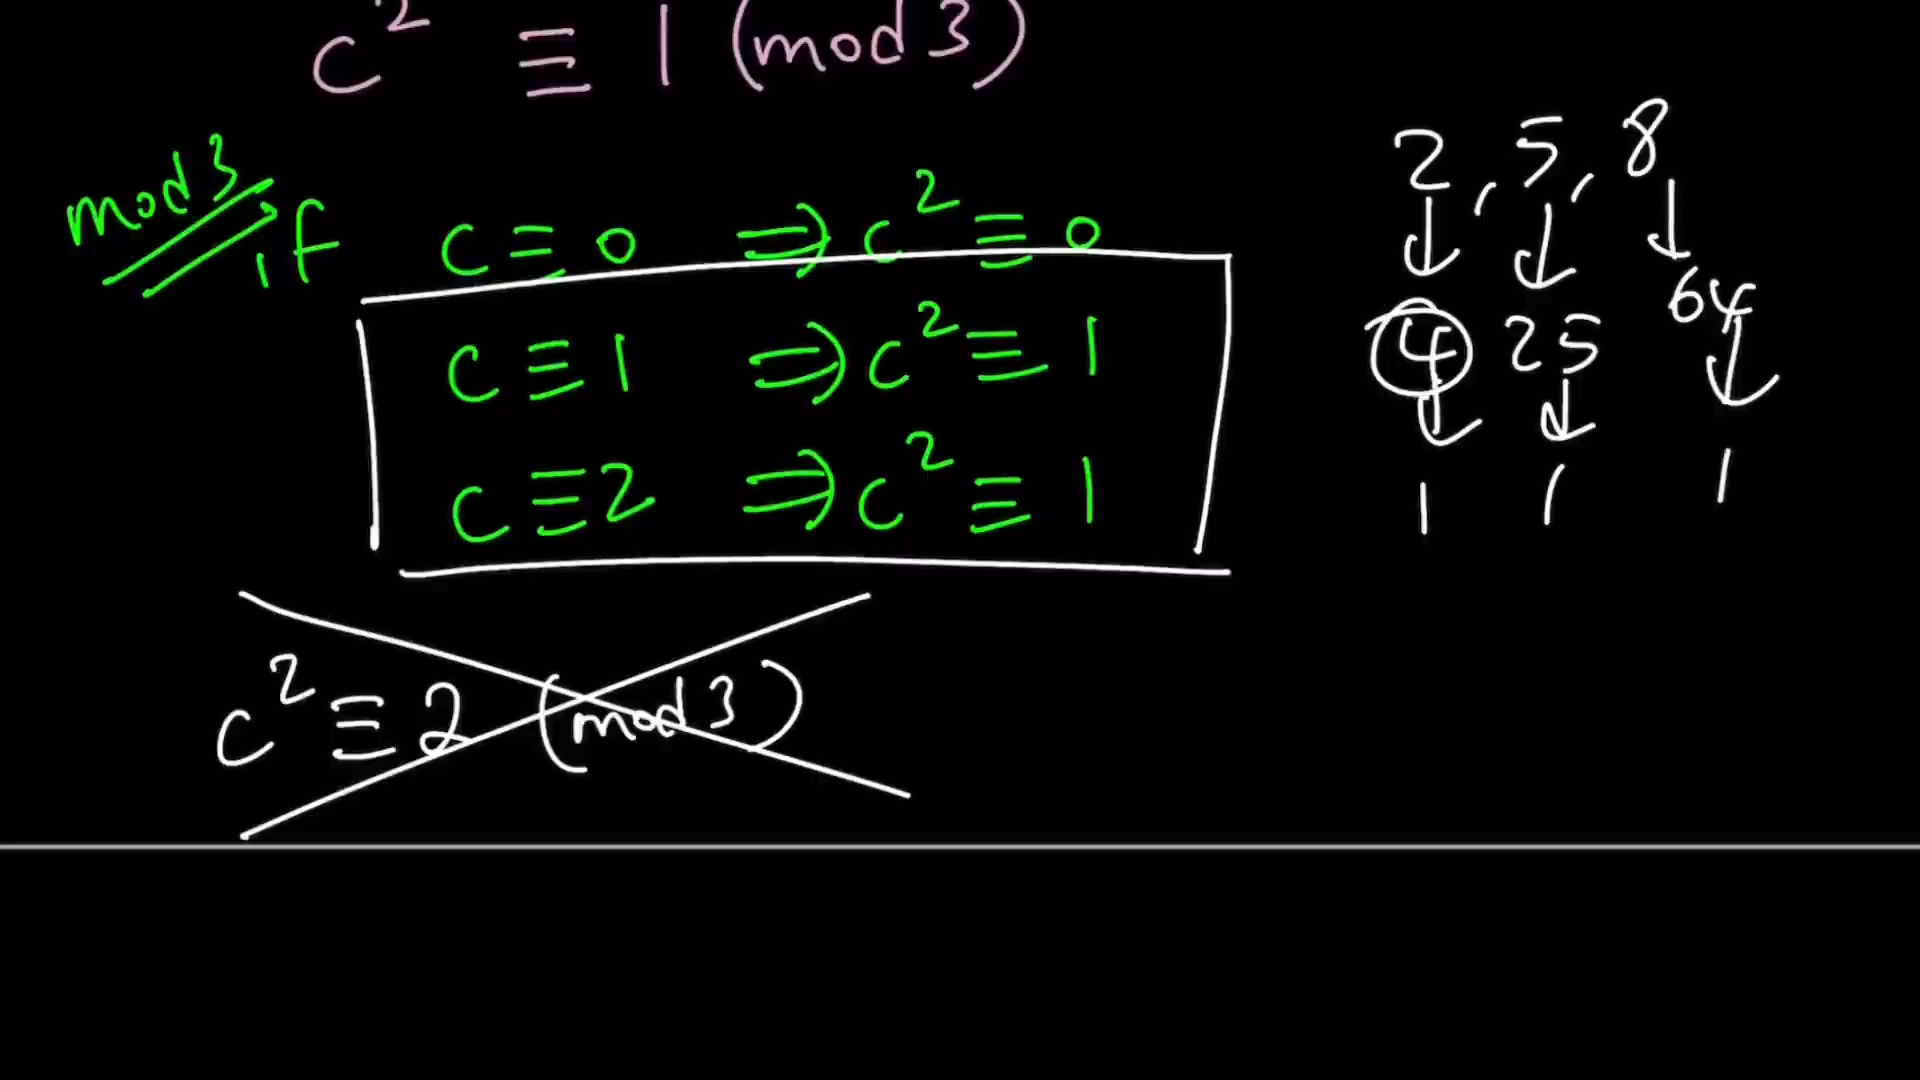 c² ≡ 1 (mod 3)
mod 3
if c ≡ 0 ⇒ c² ≡ 0
c ≡ 1 ⇒ c² ≡ 1
c ≡ 2 ⇒ c² ≡ 1
c² ≡ 2 (mod 3)
2, 5, 8
↓ ↓ ↓
4 25 64
↓ ↓ ↓
1 1 1